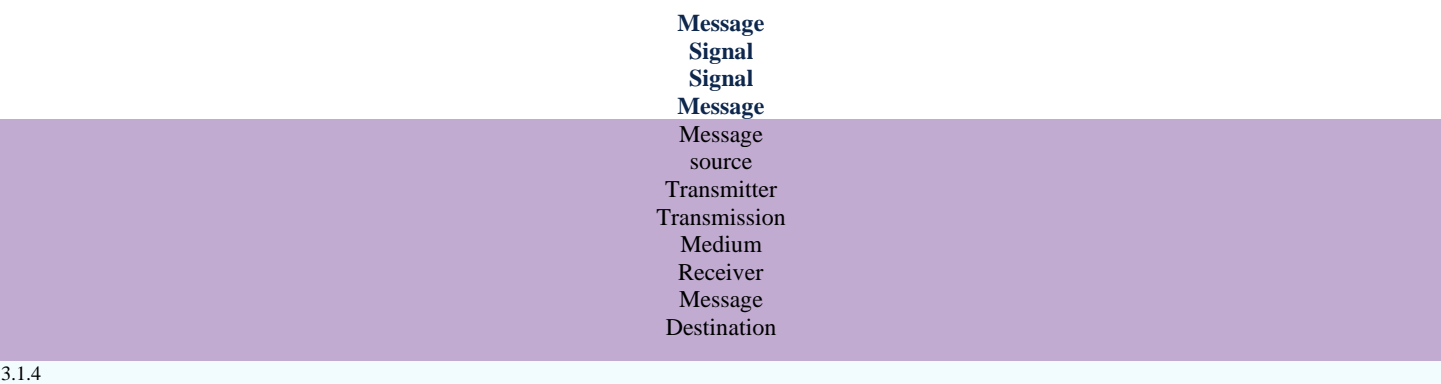 Message
Signal
Signal
Message
Message
source
Transmitter
Transmission
Medium
Receiver
Message
Destination
3.1.4